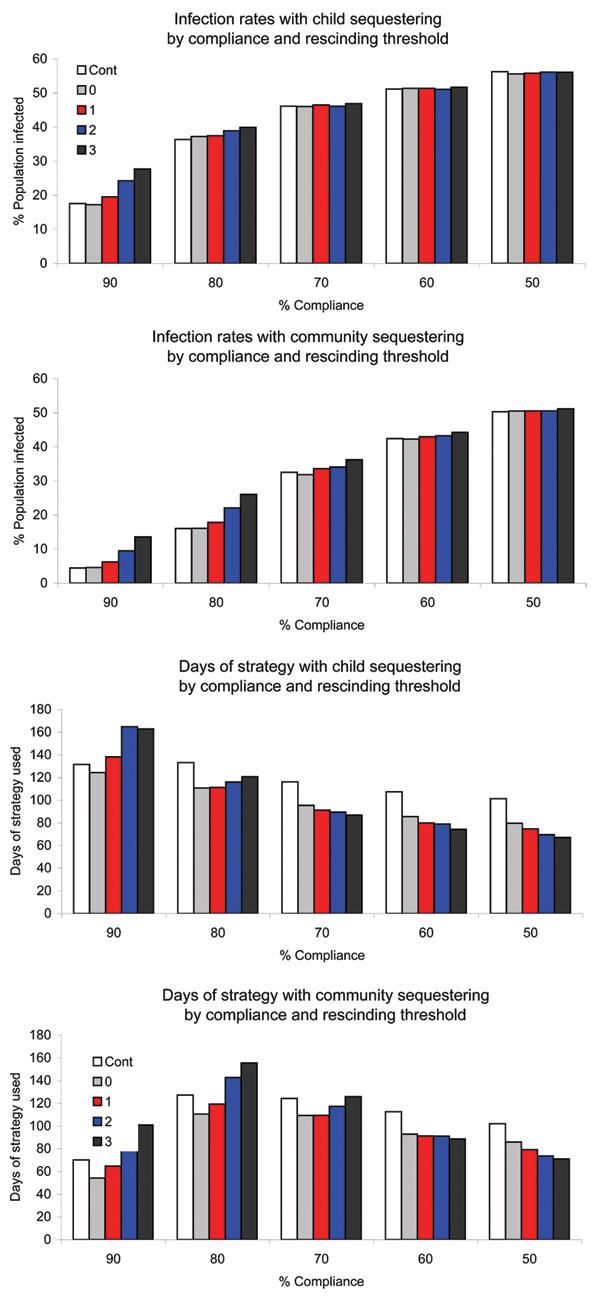 Infection rates with child sequestering
by compliance and rescinding threshold
% Population infected
60
50
40
30
20
10
0
Cont
0
1
2
3
90 80 70 60 50
% Compliance
Infection rates with community sequestering
by compliance and rescinding threshold
% Population infected
60
50
40
30
20
10
0
90 80 70 60 50
% Compliance
Days of strategy with child sequestering
by compliance and rescinding threshold
Days of strategy used
180
160
140
120
100
80
60
40
20
0
90 80 70 60 50
% Compliance
Days of strategy with community sequestering
by compliance and rescinding threshold
Days of strategy used
180
160
140
120
100
80
60
40
20
0
Cont
0
1
2
3
90 80 70 60 50
% Compliance